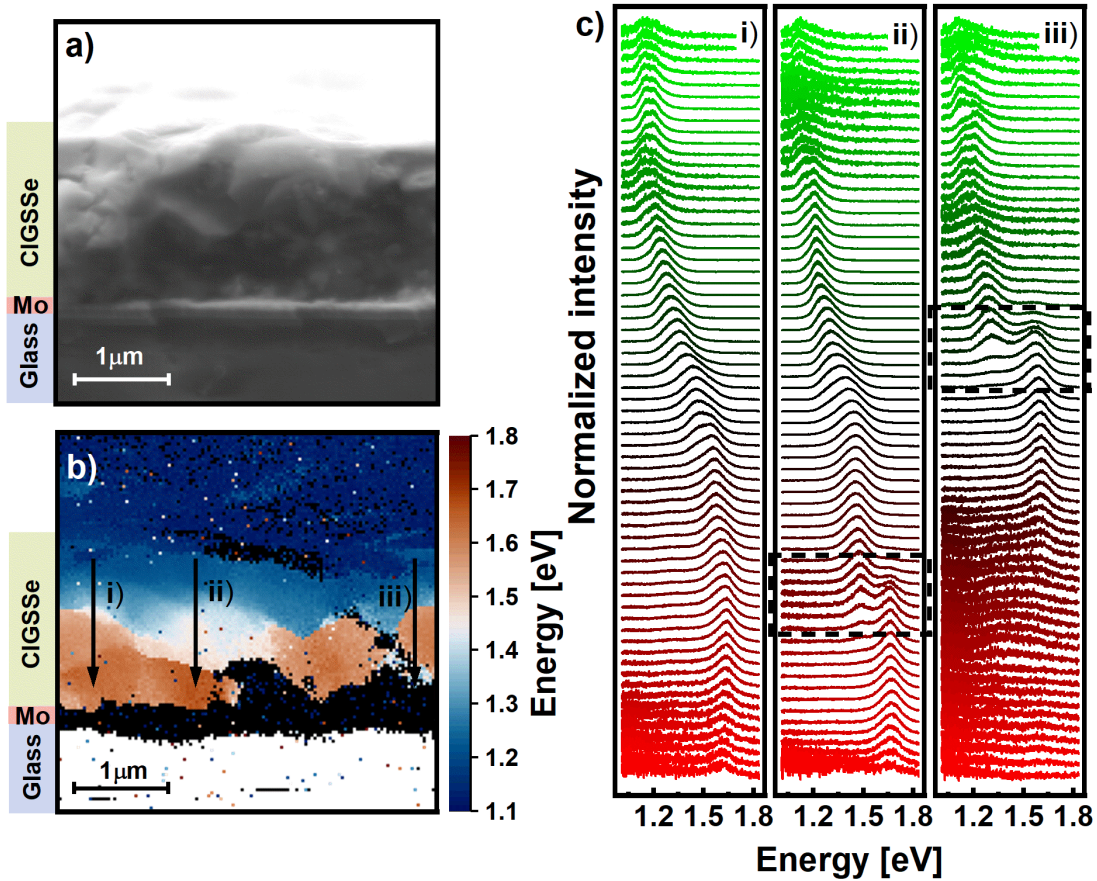 a)
CIGSSe
Mo
Glass
1μm
b)
i)
ii)
iii)
CIGSSe
Mo
Glass
1μm
1.8
1.7
1.6
1.5
1.4
1.3
1.2
1.1
Energy [eV]
c)
i)
ii)
iii)
Normalized intensity
1.2 1.5 1.8 1.2 1.5 1.8 1.2 1.5 1.8
Energy [eV]